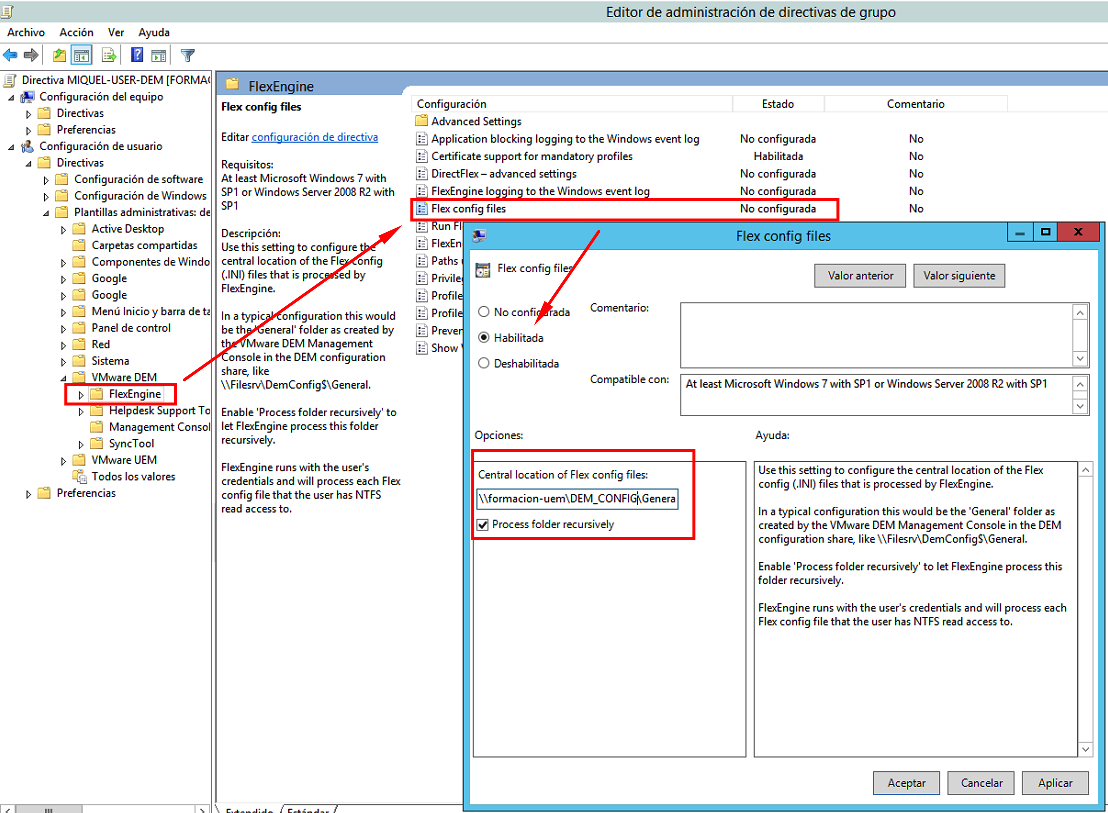 Editor de administración de directivas de grupo
Archivo Acción Ver Ayuda
Directiva MIQUEL-USER-DEM [FORMAC
Configuración del equipo
Directivas
Preferencias
Configuración de usuario
Directivas
Configuración de software
Configuración de Windows
Plantillas administrativas: de
Active Desktop
Carpetas compartidas
Componentes de Windo
Google
Google
Menú Inicio y barra de ta
Panel de control
Red
Sistema
VMware DEM
FlexEngine
Helpdesk Support To
Management Consol
SyncTool
VMware UEM
Todos los valores
Preferencias
FlexEngine
Flex config files
Editar configuración de directiva
Requisitos:
At least Microsoft Windows 7 with
SP1 or Windows Server 2008 R2 with
SP1
Descripción:
Use this setting to configure the
central location of the Flex config
(.INI) files that is processed by
FlexEngine.
In a typical configuration this would
be the 'General' folder as created by
the VMware DEM Management
Console in the DEM configuration
share, like
\\Filesrv\DemConfig$\General.
Enable 'Process folder recursively' to
let FlexEngine process this folder
recursively.
FlexEngine runs with the user's
credentials and will process each Flex
config file that the user has NTFS
read access to.
Extendido Estándar
Configuración Estado Comentario
Advanced Settings
Application blocking logging to the Windows event log No configurada No
Certificate support for mandatory profiles Habilitada No
DirectFlex – advanced settings No configurada No
FlexEngine logging to the Windows event log No configurada No
Flex config files No configurada No
Run Fl
FlexEn
Paths
Privile
Profile
Profile
Preven
Show
Flex config files
Flex config files
Valor anterior Valor siguiente
No configurada
Habilitada
Deshabilitada
Comentario:
Compatible con:
At least Microsoft Windows 7 with SP1 or Windows Server 2008 R2 with SP1
Opciones:
Central location of Flex config files:
\\formacion-uem\DEM_CONFIG\Genera
Process folder recursively
Ayuda:
Use this setting to configure the central location of the Flex
config (.INI) files that is processed by FlexEngine.
In a typical configuration this would be the 'General' folder as
created by the VMware DEM Management Console in the DEM
configuration share, like \\Filesrv\DemConfig$\General.
Enable 'Process folder recursively' to let FlexEngine process this
folder recursively.
FlexEngine runs with the user's credentials and will process each
Flex config file that the user has NTFS read access to.
Aceptar Cancelar Aplicar